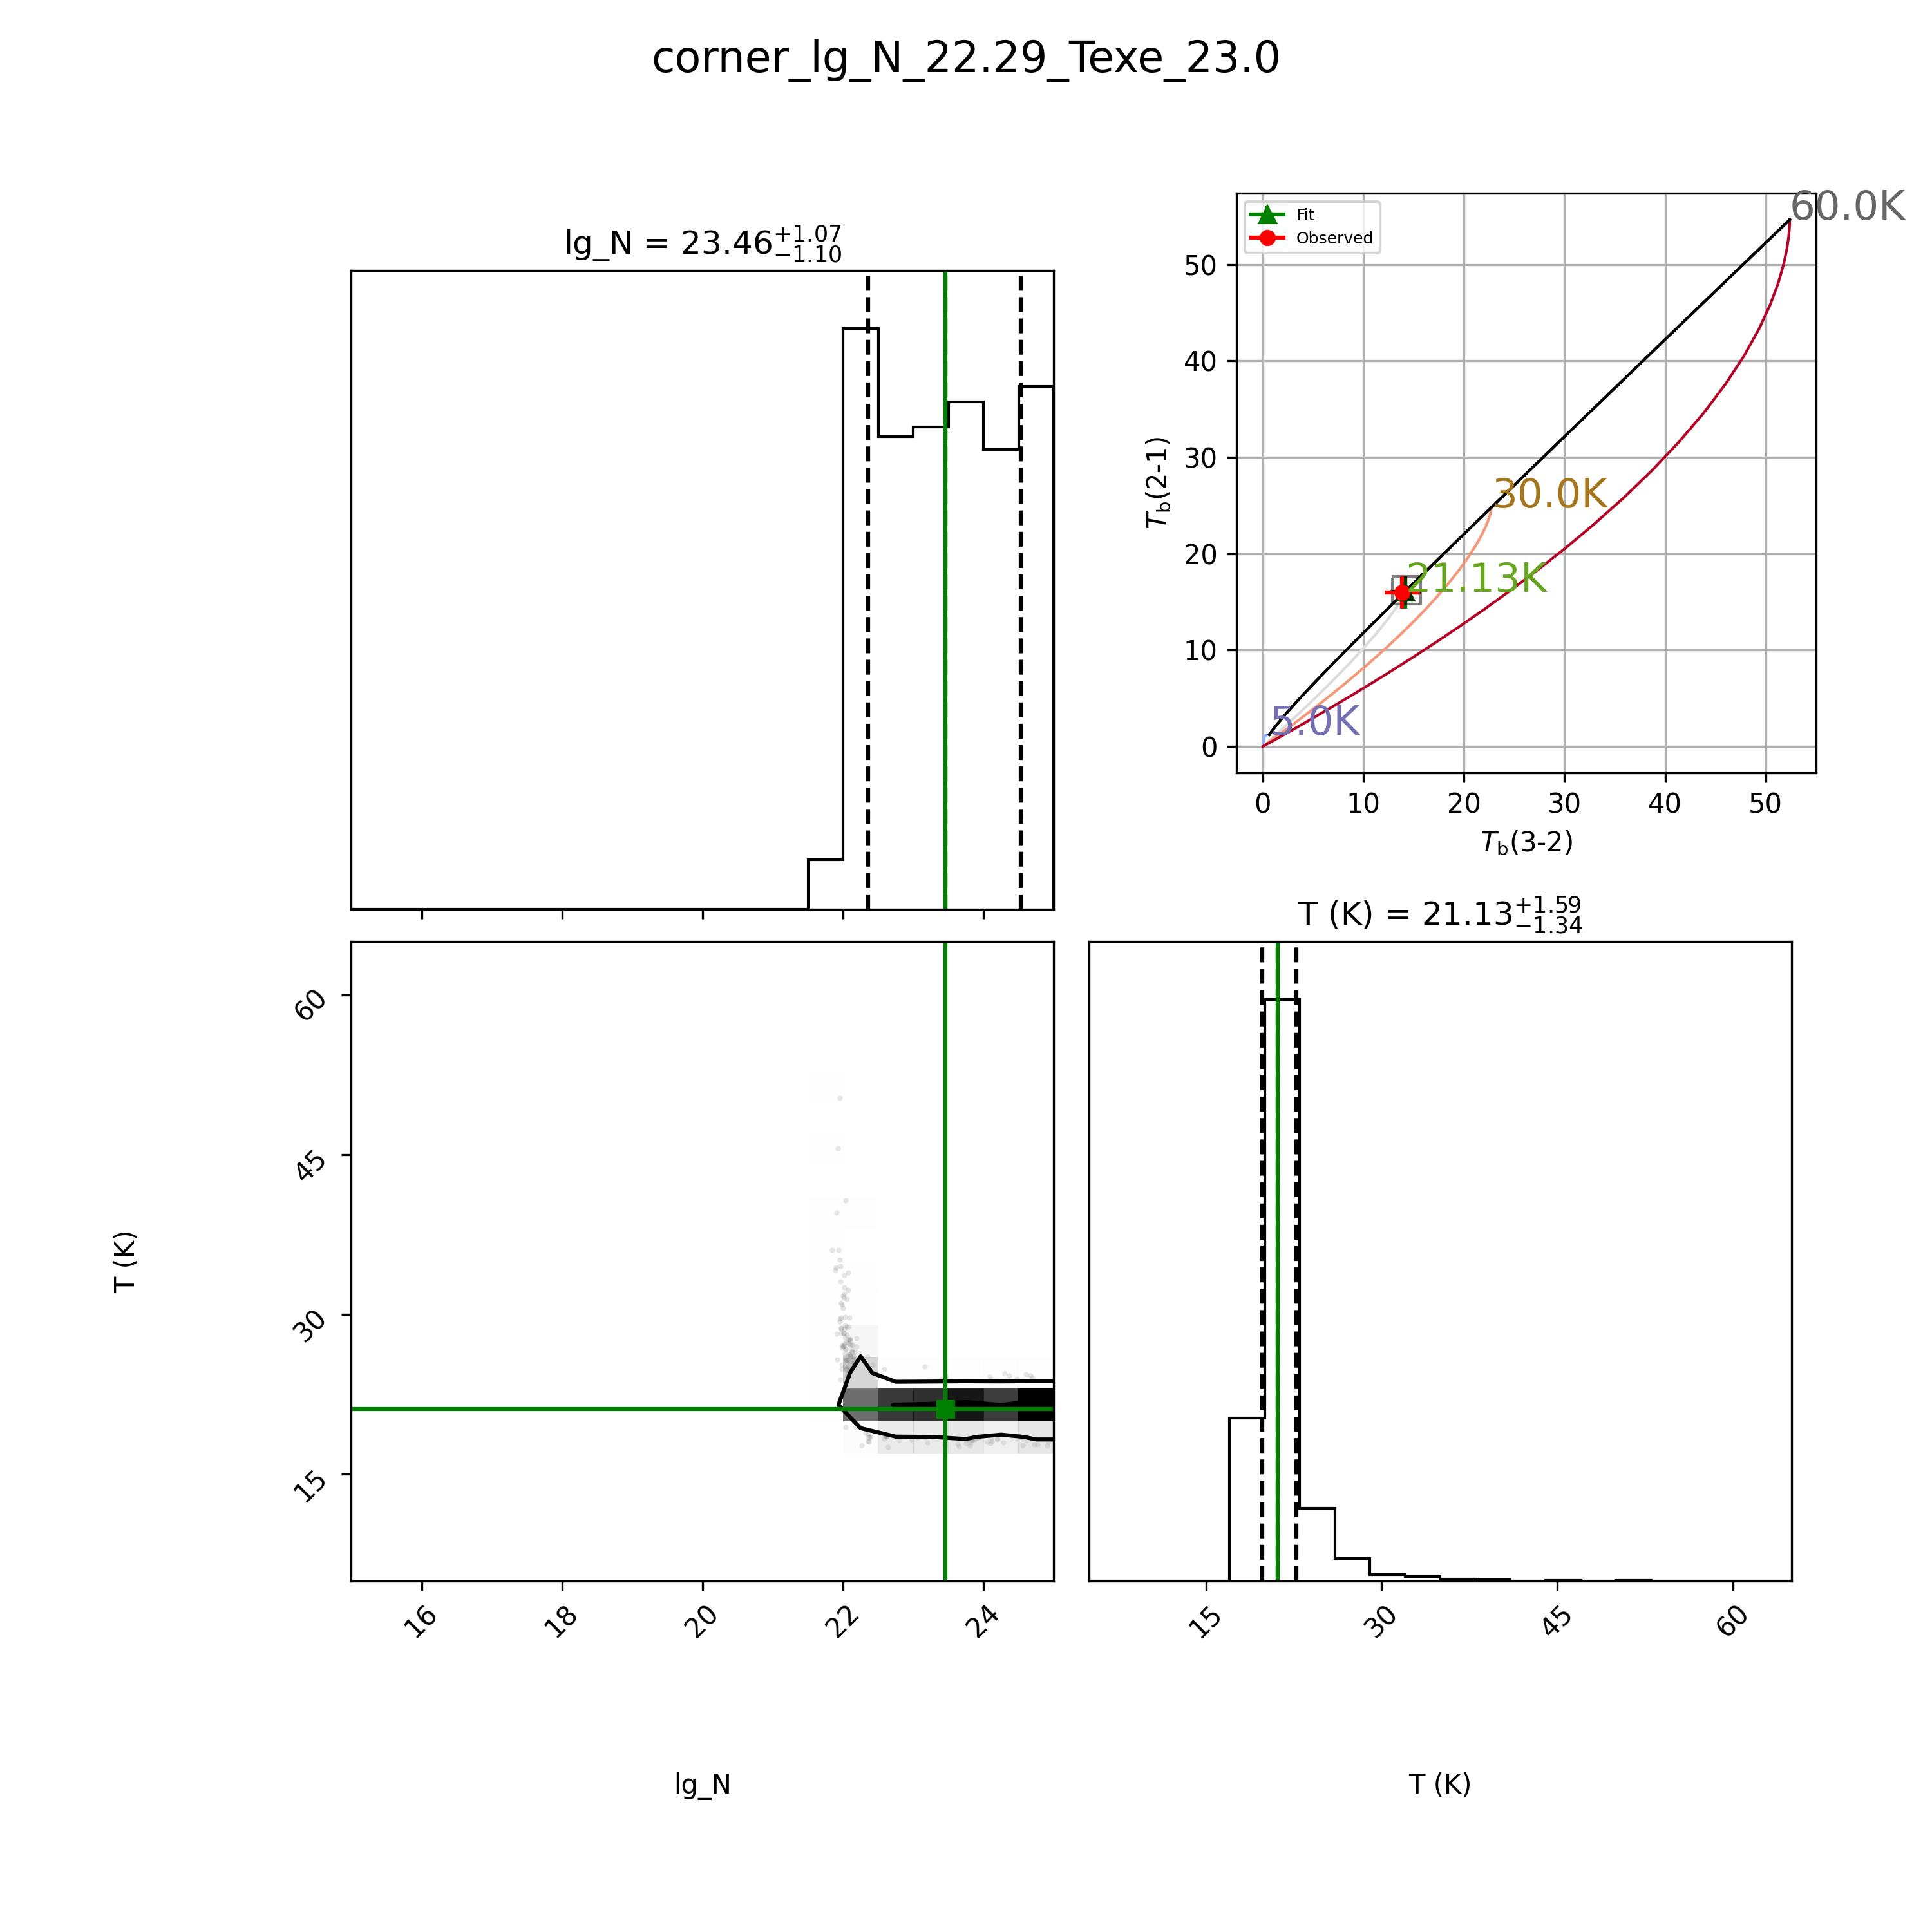 corner_lg_N_22.29_Texe_23.0
lg_N = 23.46 +1.07 −1.10
60.0K
Fit
Observed
50
40
30
20
10
0
T_b(2-1)
30.0K
21.13K
5.0K
0 10 20 30 40 50
T_b(3-2)
T (K) = 21.13 +1.59 −1.34
60
45
30
15
T (K)
16 18 20 22 24
15 30 45 60
lg_N
T (K)